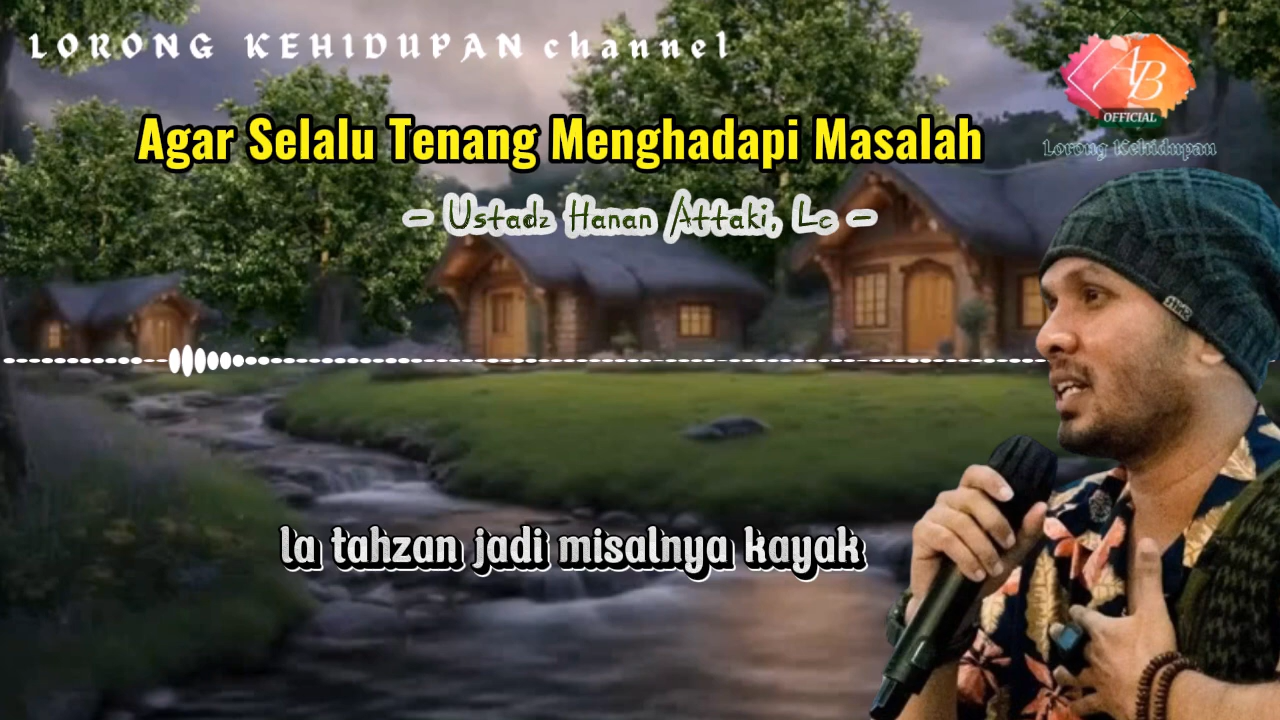 LORONG KEHIDUPAN channel
AB
OFFICIAL
Lorong Kehidupan
Agar Selalu Tenang Menghadapi Masalah
- Ustadz Hanan Attaki, Lc -
la tahzan jadi misalnya kayak